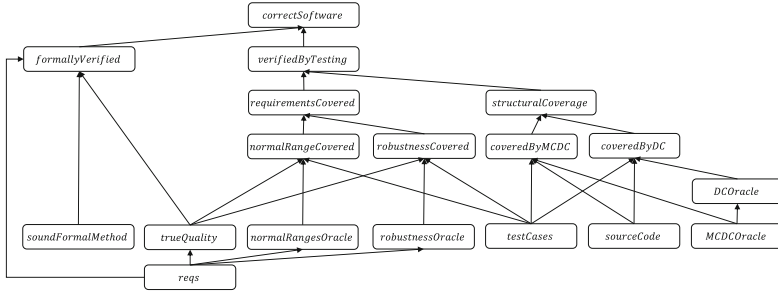 correctSoftware
formallyVerified
verifiedByTesting
requirementsCovered
structuralCoverage
normalRangeCovered
robustnessCovered
coveredByMCDC
coveredByDC
DCOracle
soundFormalMethod
trueQuality
normalRangesOracle
robustnessOracle
testCases
sourceCode
MCDCOracle
reqs